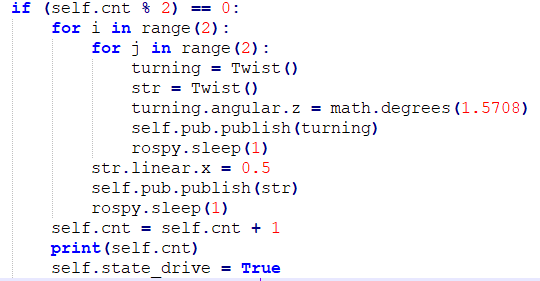 if (self.cnt % 2) == 0:
    for i in range(2):
        for j in range(2):
            turning = Twist()
            str = Twist()
            turning.angular.z = math.degrees(1.5708)
            self.pub.publish(turning)
            rospy.sleep(1)
        str.linear.x = 0.5
        self.pub.publish(str)
        rospy.sleep(1)
    self.cnt = self.cnt + 1
    print(self.cnt)
    self.state_drive = True